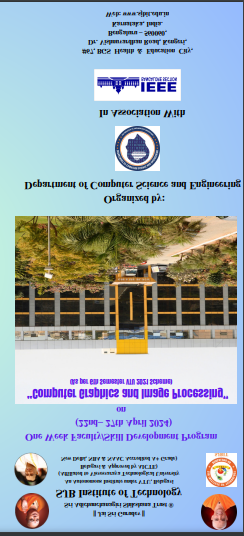 || Jai Sri Gurudev ||
Sri Adichunchanagiri Shikshana Trust ®
SJB Institute of Technology
An Autonomous Institute under VTU, Belagavi
(Affiliated to Visvesvaraya Technological University
Belagavi & Approved by AICTE)
New Delhi, NBA & NAAC Accredited A+ Grade)
One Week Faculty/Skill Development Program
(22nd– 27th April 2024)
on
"Computer Graphics and Image Processing"
(As per 6th Semester VTU 2021 Scheme)
Organized by:
Department of Computer Science and Engineering
In Association With
IEEE
BANGALORE SECTION
#67, BGS Health & Education City,
Dr. Vishnuvardhan Road, Kengeri,
Bengaluru – 560060,
Karnataka, India.
Web: www.sjbit.edu.in